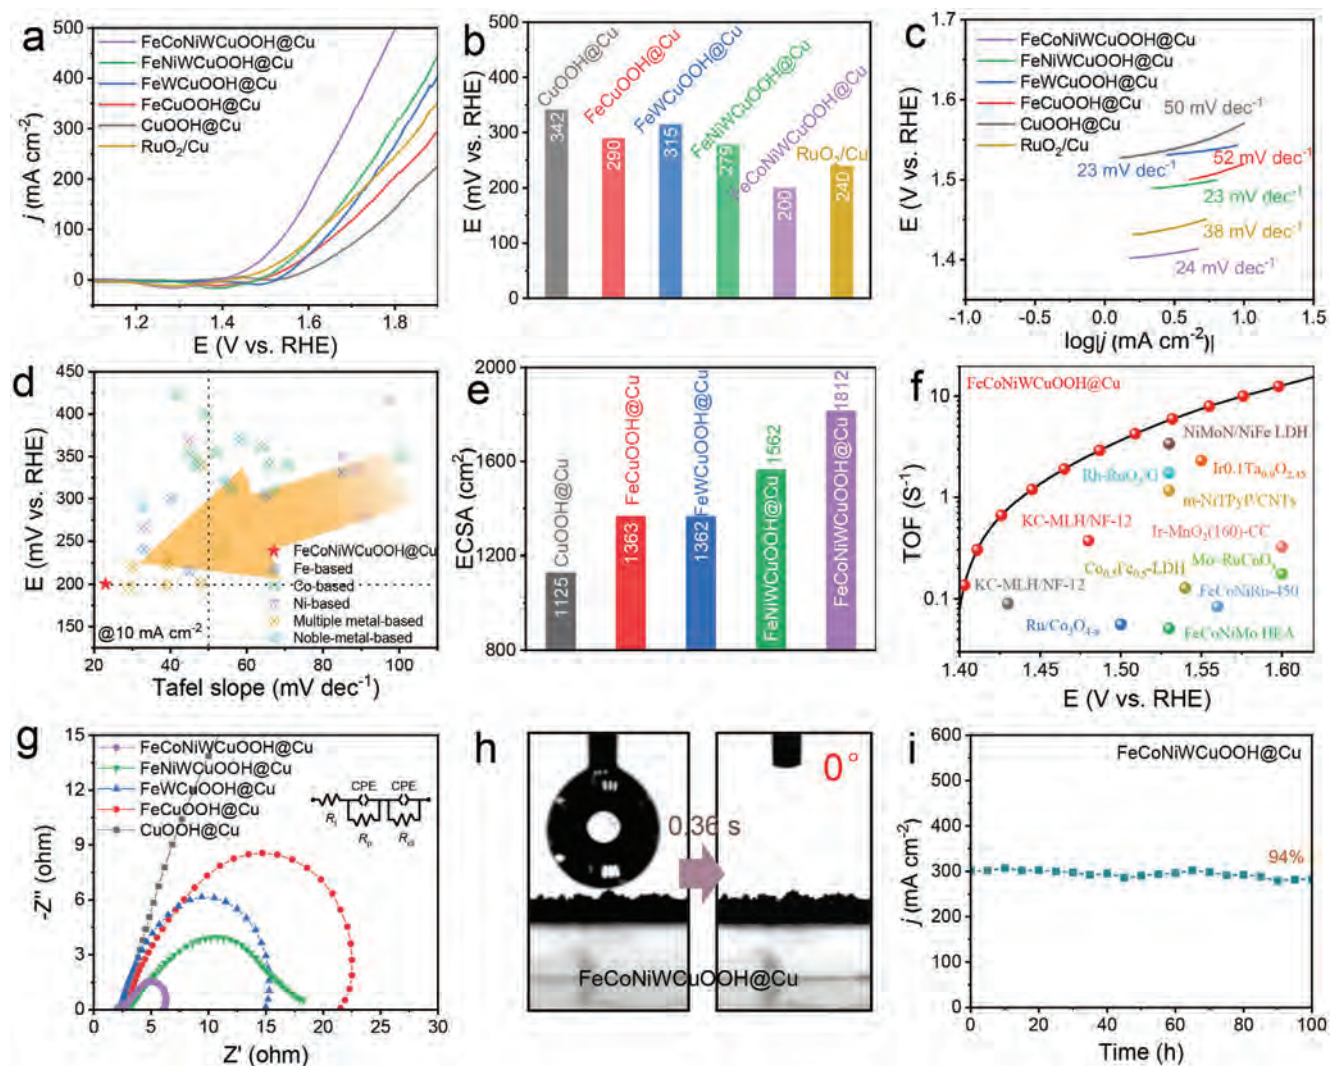 a
500
400
300
200
100
0
j (mA cm⁻²)
FeCoNiWCuOOH@Cu
FeNiWCuOOH@Cu
FeWCuOOH@Cu
FeCuOOH@Cu
CuOOH@Cu
RuO₂/Cu
1.2 1.4 1.6 1.8
E (V vs. RHE)
b
500
400
300
200
100
0
E (mV vs. RHE)
CuOOH@Cu
FeCuOOH@Cu
FeWCuOOH@Cu
FeNiWCuOOH@Cu
FeCoNiWCuOOH@Cu
RuO₂/Cu
342
290
315
279
200
240
c
1.7
1.6
1.5
1.4
E (V vs. RHE)
FeCoNiWCuOOH@Cu
FeNiWCuOOH@Cu
FeWCuOOH@Cu
FeCuOOH@Cu
CuOOH@Cu
RuO₂/Cu
50 mV dec⁻¹
23 mV dec⁻¹
52 mV dec⁻¹
23 mV dec⁻¹
38 mV dec⁻¹
24 mV dec⁻¹
-1.0 -0.5 0.0 0.5 1.0 1.5
log|j (mA cm⁻²)|
d
450
400
350
300
250
200
150
E (mV vs. RHE)
FeCoNiWCuOOH@Cu
Fe-based
Co-based
Ni-based
Multiple metal-based
Noble-metal-based
@10 mA cm⁻²
20 40 60 80 100
Tafel slope (mV dec⁻¹)
e
2000
1600
1200
800
ECSA (cm²)
CuOOH@Cu
FeCuOOH@Cu
FeWCuOOH@Cu
FeNiWCuOOH@Cu
FeCoNiWCuOOH@Cu
1125
1363
1362
1562
1812
f
10
1
0.1
TOF (S⁻¹)
FeCoNiWCuOOH@Cu
NiMoN/NiFe LDH
Rh-RuO₂/G
Ir0.1Ta₀.₉O₂.₄₅
m-NiTPyP/CNTs
KC-MLH/NF-12
Ir-MnO₂(160)-CC
Co₀.₅Fe₀.₅-LDH
Mo-RuCoOₓ
KC-MLH/NF-12
FeCoNiRu-450
FeCoNiMo HEA
1.40 1.45 1.50 1.55 1.60
E (V vs. RHE)
g
15
12
9
6
3
0
-Z'' (ohm)
FeCoNiWCuOOH@Cu
FeNiWCuOOH@Cu
FeWCuOOH@Cu
FeCuOOH@Cu
CuOOH@Cu
CPE CPE
0 5 10 15 20 25 30
Z' (ohm)
h
0°
0.36 s
FeCoNiWCuOOH@Cu
i
600
500
400
300
200
100
0
j (mA cm⁻²)
FeCoNiWCuOOH@Cu
94%
0 20 40 60 80 100
Time (h)